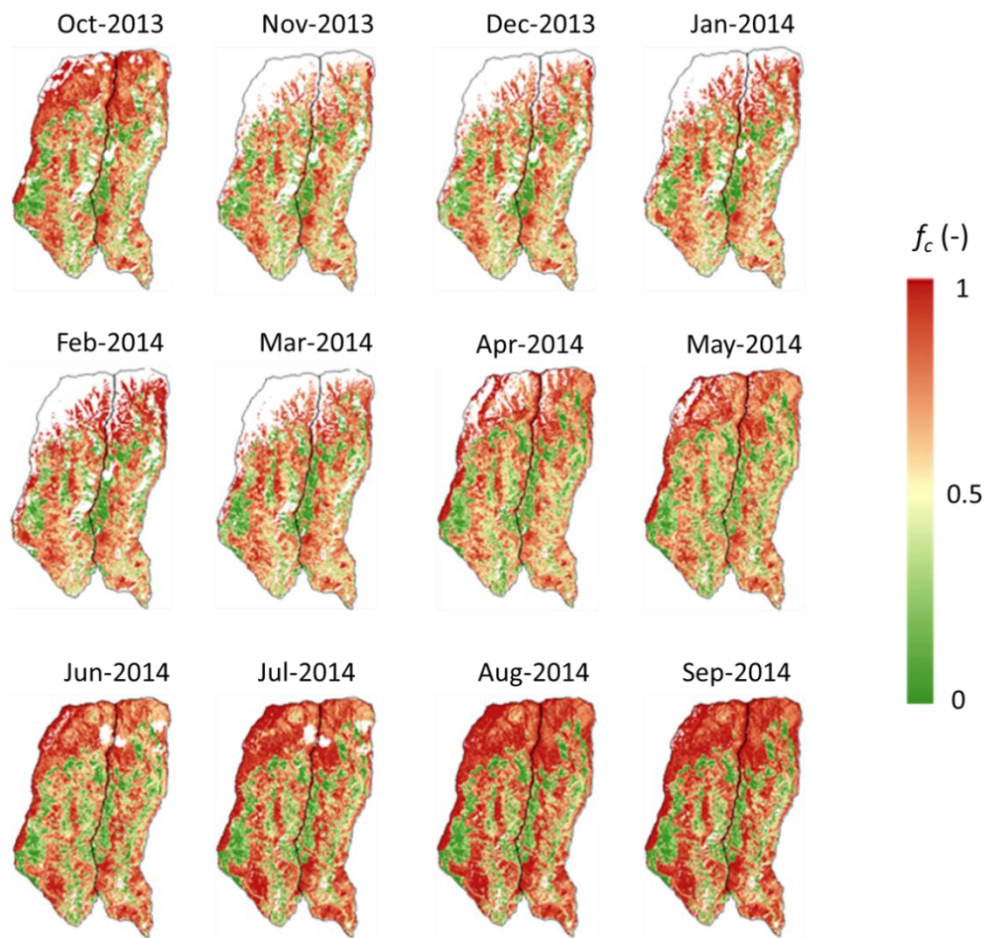 Oct-2013 Nov-2013 Dec-2013 Jan-2014
f_c (-)
1
Feb-2014 Mar-2014 Apr-2014 May-2014
0.5
Jun-2014 Jul-2014 Aug-2014 Sep-2014
0